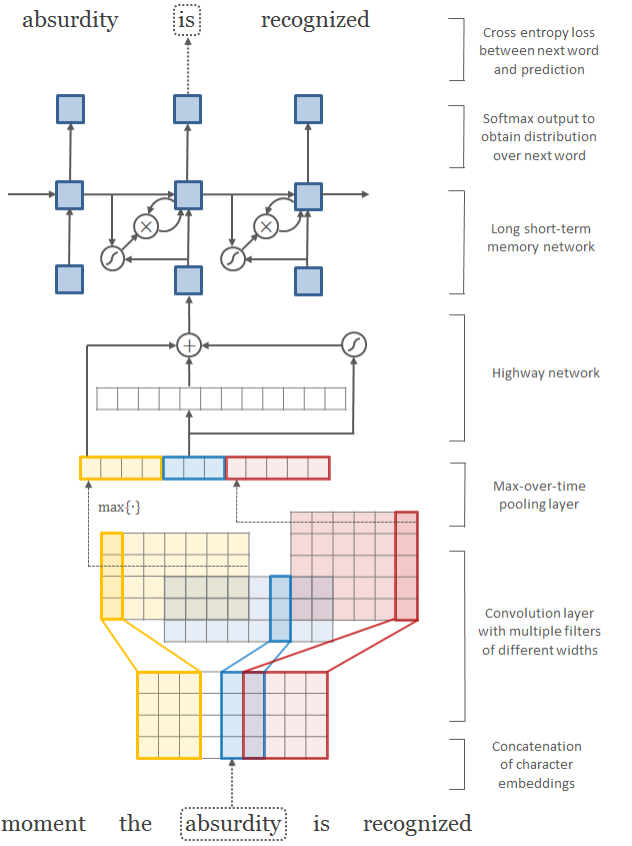 absurdity is recognized
Cross entropy loss
between next word
and prediction
Softmax output to
obtain distribution
over next word
Long short-term
memory network
Highway network
Max-over-time
pooling layer
max{·}
Convolution layer
with multiple filters
of different widths
Concatenation
of character
embeddings
moment the absurdity is recognized